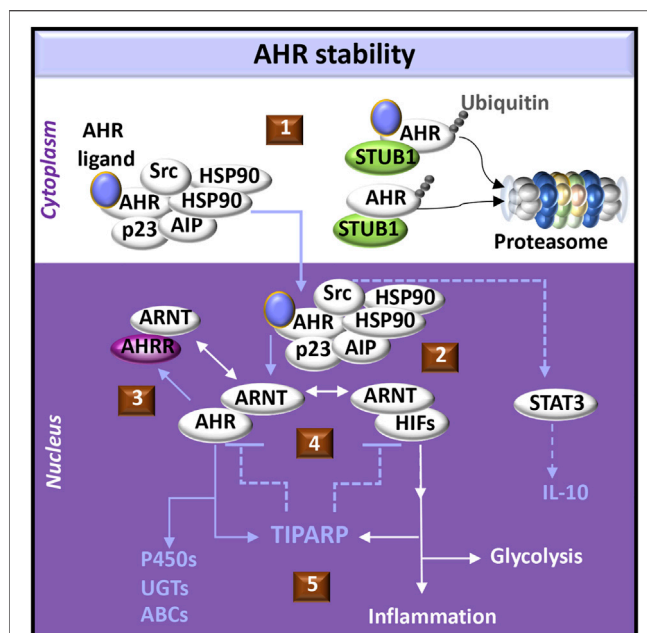 AHR stability
Cytoplasm
AHR
ligand
1
Src
HSP90
AHR
HSP90
p23
AIP
Ubiquitin
AHR
STUB1
AHR
STUB1
Proteasome
Nucleus
Src
HSP90
AHR
HSP90
p23
AIP
2
ARNT
AHRR
3
ARNT
AHR
ARNT
HIFs
4
STAT3
IL-10
TIPARP
P450s
UGTs
ABCs
5
Glycolysis
Inflammation